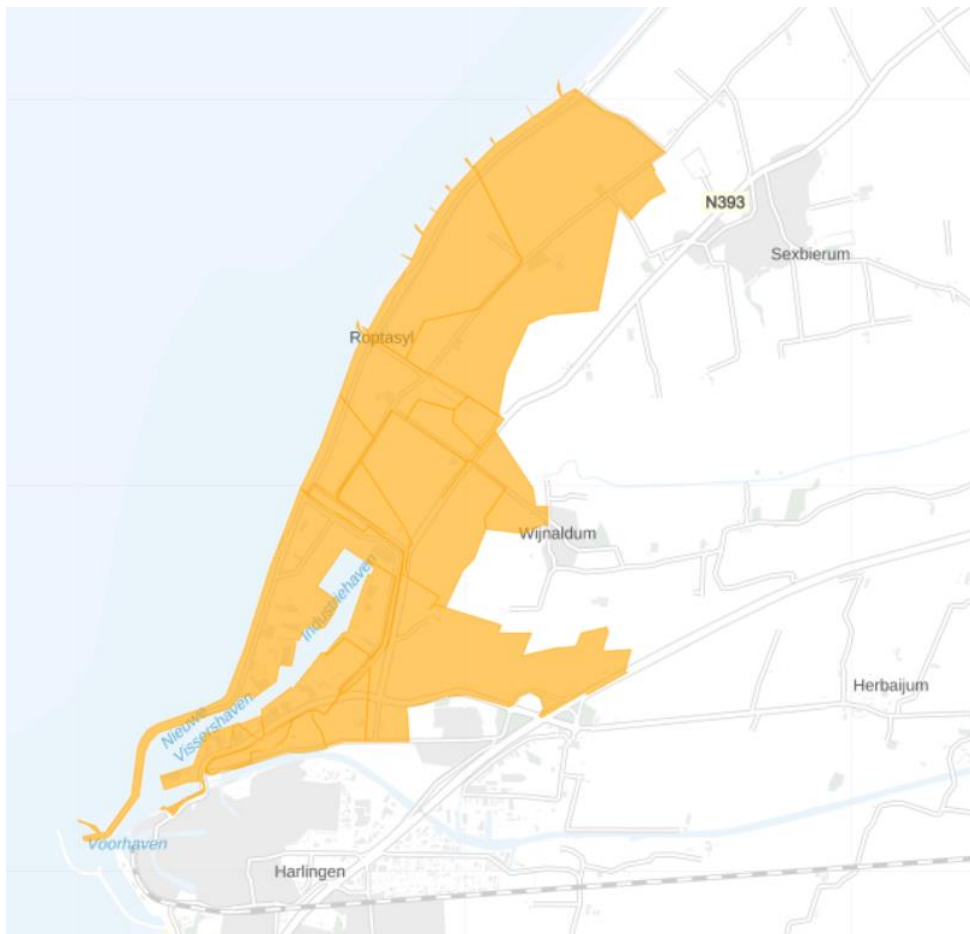 N393
Sexbierum
Roptasyl
Wijnaldum
Industriehaven
Herbaijum
Nieuwe
Vissershaven
Voorhaven
Harlingen